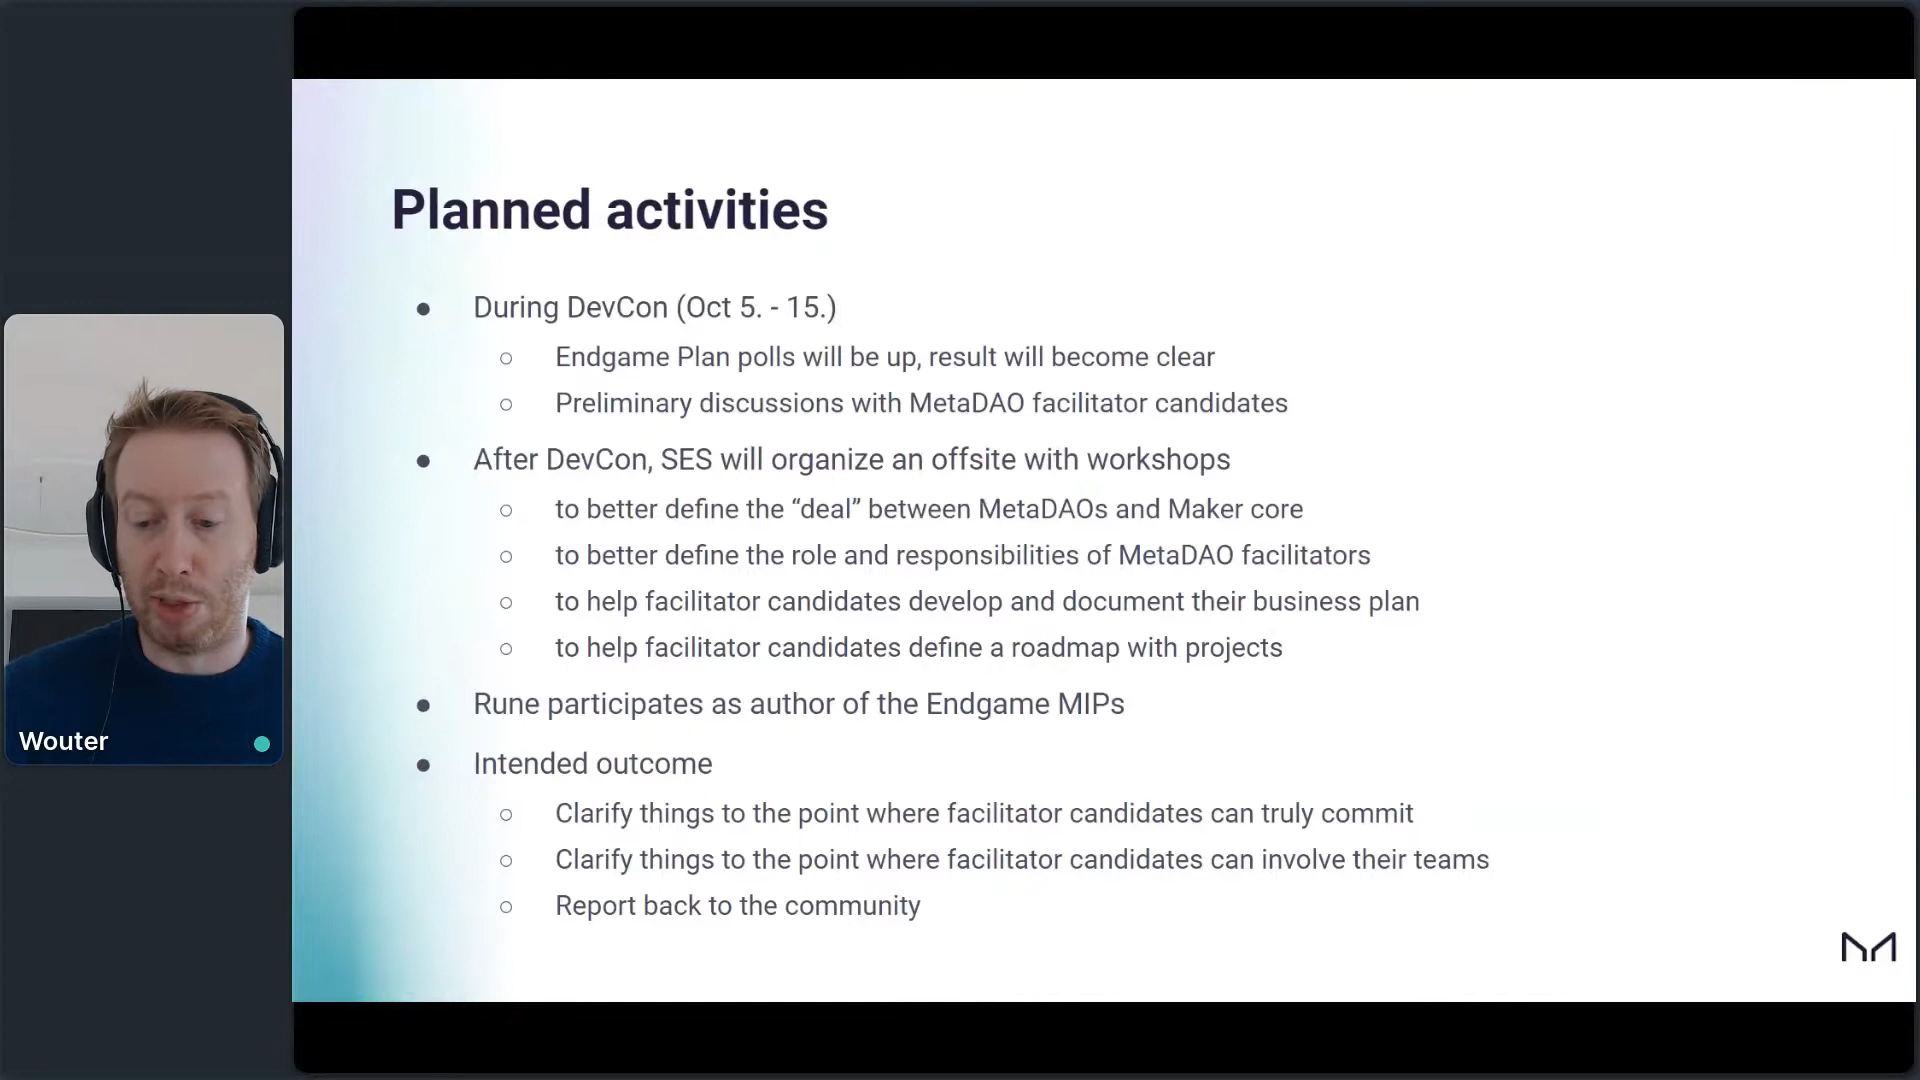 Planned activities
During DevCon (Oct 5. - 15.)
Endgame Plan polls will be up, result will become clear
Preliminary discussions with MetaDAO facilitator candidates
After DevCon, SES will organize an offsite with workshops
to better define the “deal” between MetaDAOs and Maker core
to better define the role and responsibilities of MetaDAO facilitators
to help facilitator candidates develop and document their business plan
to help facilitator candidates define a roadmap with projects
Rune participates as author of the Endgame MIPs
Intended outcome
Clarify things to the point where facilitator candidates can truly commit
Clarify things to the point where facilitator candidates can involve their teams
Report back to the community
Wouter